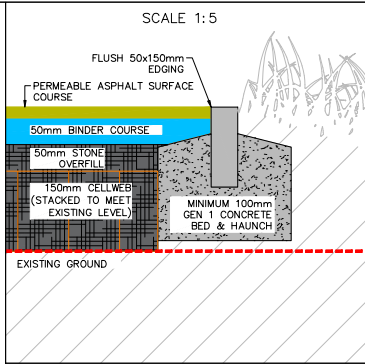 SCALE 1:5
FLUSH 50x150mm
EDGING
PERMEABLE ASPHALT SURFACE
COURSE
50mm BINDER COURSE
50mm STONE
OVERFILL
150mm CELLWEB
(STACKED TO MEET
EXISTING LEVEL)
MINIMUM 100mm
GEN 1 CONCRETE
BED & HAUNCH
EXISTING GROUND